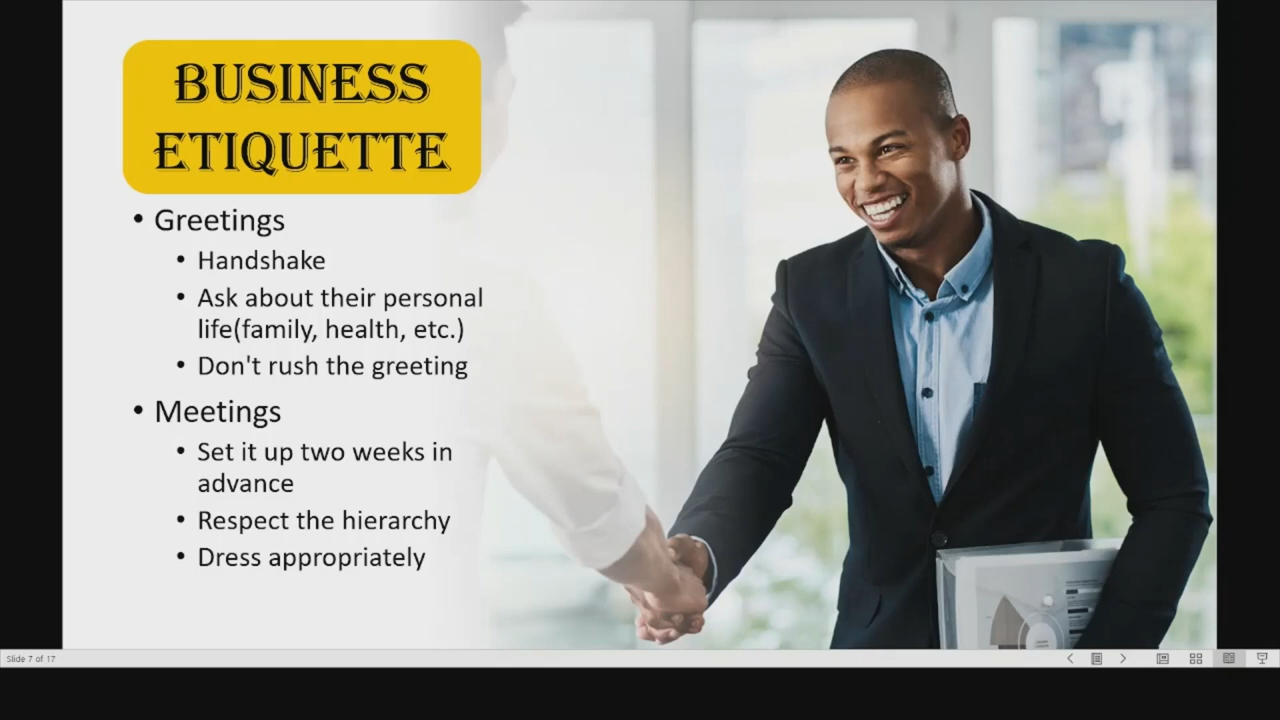 BUSINESS
ETIQUETTE
• Greetings
• Handshake
• Ask about their personal
life(family, health, etc.)
• Don't rush the greeting
• Meetings
• Set it up two weeks in
advance
• Respect the hierarchy
• Dress appropriately
Slide 7 of 17